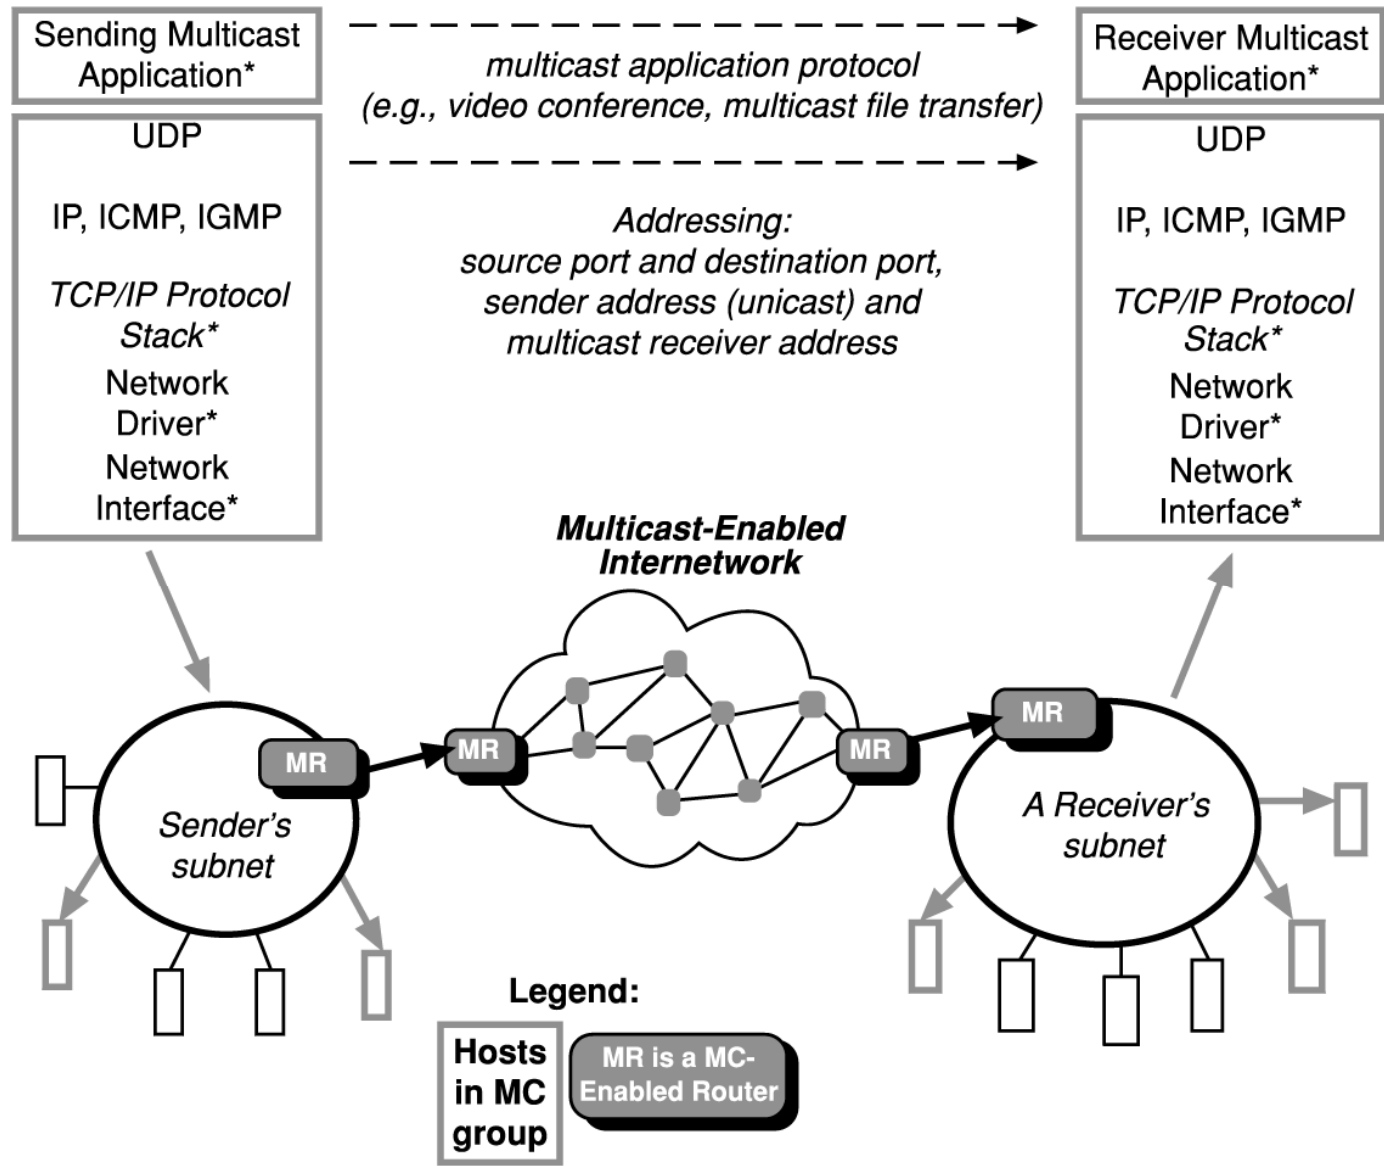 Sending Multicast
Application*
multicast application protocol
(e.g., video conference, multicast file transfer)
Receiver Multicast
Application*
UDP
IP, ICMP, IGMP
TCP/IP Protocol
Stack*
Network
Driver*
Network
Interface*
Addressing:
source port and destination port,
sender address (unicast) and
multicast receiver address
UDP
IP, ICMP, IGMP
TCP/IP Protocol
Stack*
Network
Driver*
Network
Interface*
Multicast-Enabled
Internetwork
MR
MR
MR
MR
Sender's
subnet
A Receiver's
subnet
Legend:
Hosts
in MC
group
MR is a MC-
Enabled Router